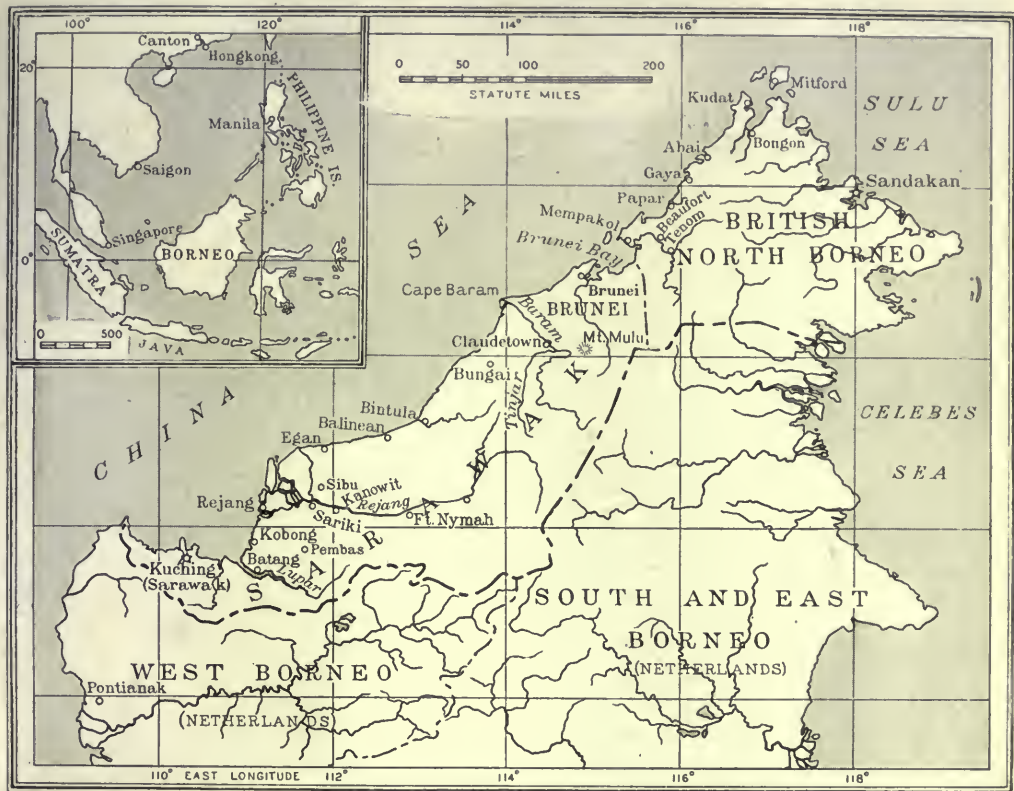 100° 120°
Canton
Hongkong
20°
PHILIPPINE IS.
Manila
Saigon
Singapore
SUMATRA
BORNEO
0°
0 500
JAVA
114° 116° 118°
0 50 100 200
STATUTE MILES
Mitford
Kudat
SULU
SEA
Bongon
Abai
Gaya
Sandakan
Papar
Beaufort
Tenom
BRITISH
NORTH BORNEO
Mempakol
Brunei Bay
SEA
Brunei
BRUNEI
Cape Baram
Baram
Claudetown
Mt. Mulu
Bungai
Tinjar
CELEBES
SEA
Bintula
Balinean
Egan
CHINA
Sibu
Kanowit
Rejang
Rejang
Sariki
Ft. Nymah
Kobong
Pembas
Batang
Lupar
Kuching
(Sarawak)
SARAWAK
SOUTH AND EAST
BORNEO
(NETHERLANDS)
WEST BORNEO
Pontianak
(NETHERLANDS)
110° EAST LONGITUDE 112° 114° 116° 118°